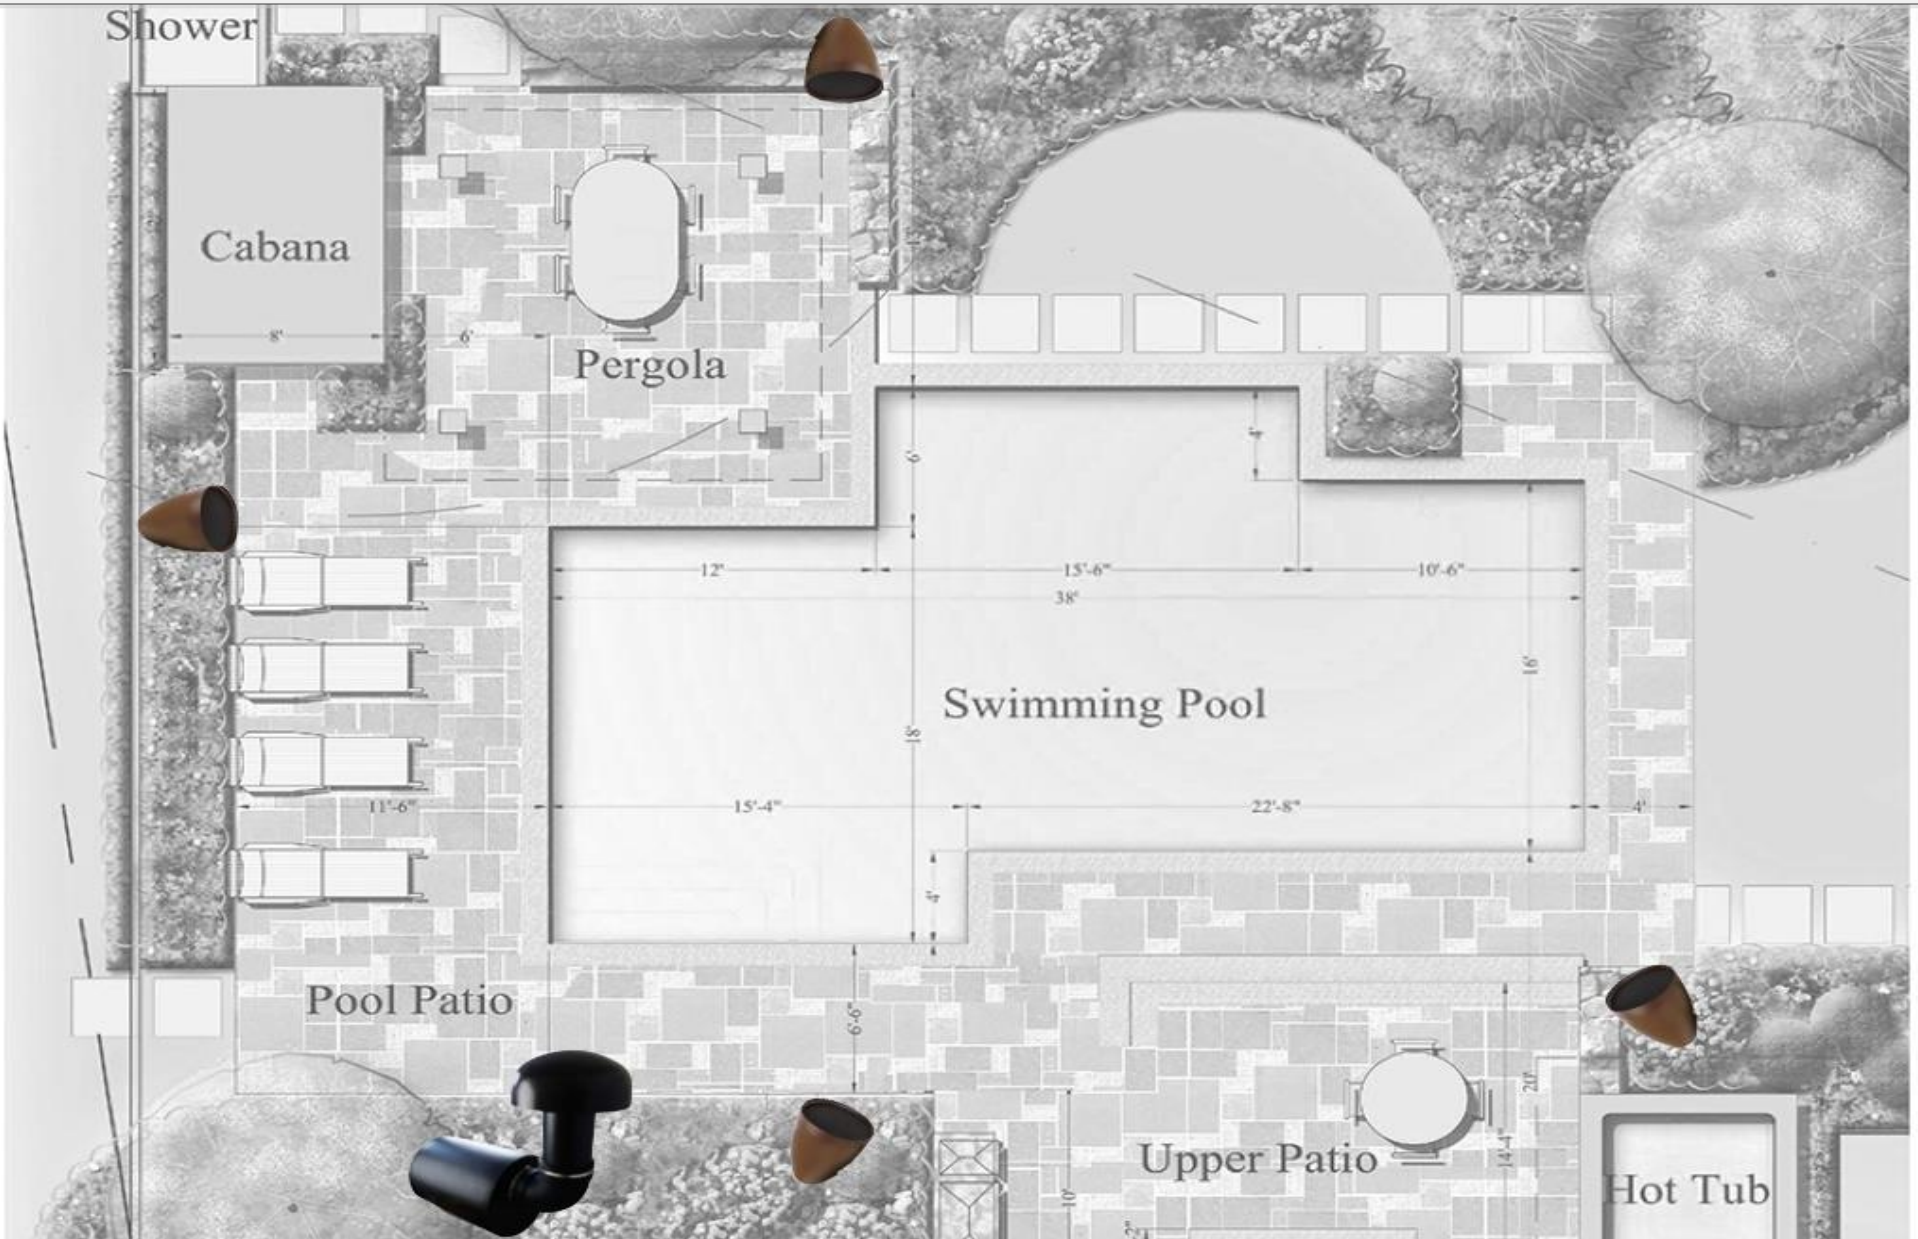 Shower
Cabana
8'
6'
Pergola
6'
4'
12'
15'-6"
10'-6"
38'
16'
Swimming Pool
18'
11'-6"
15'-4"
22'-8"
4'
4'
Pool Patio
6'-6"
20'
Upper Patio
14'-4"
10'
Hot Tub
2"